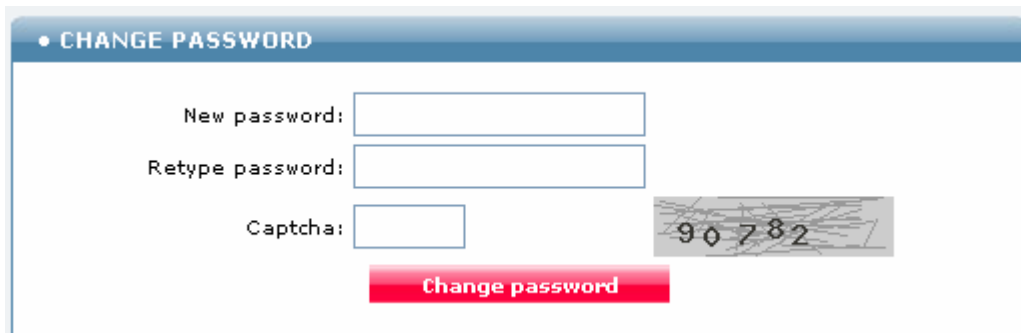 • CHANGE PASSWORD
New password:
Retype password:
Captcha: 90782
Change password